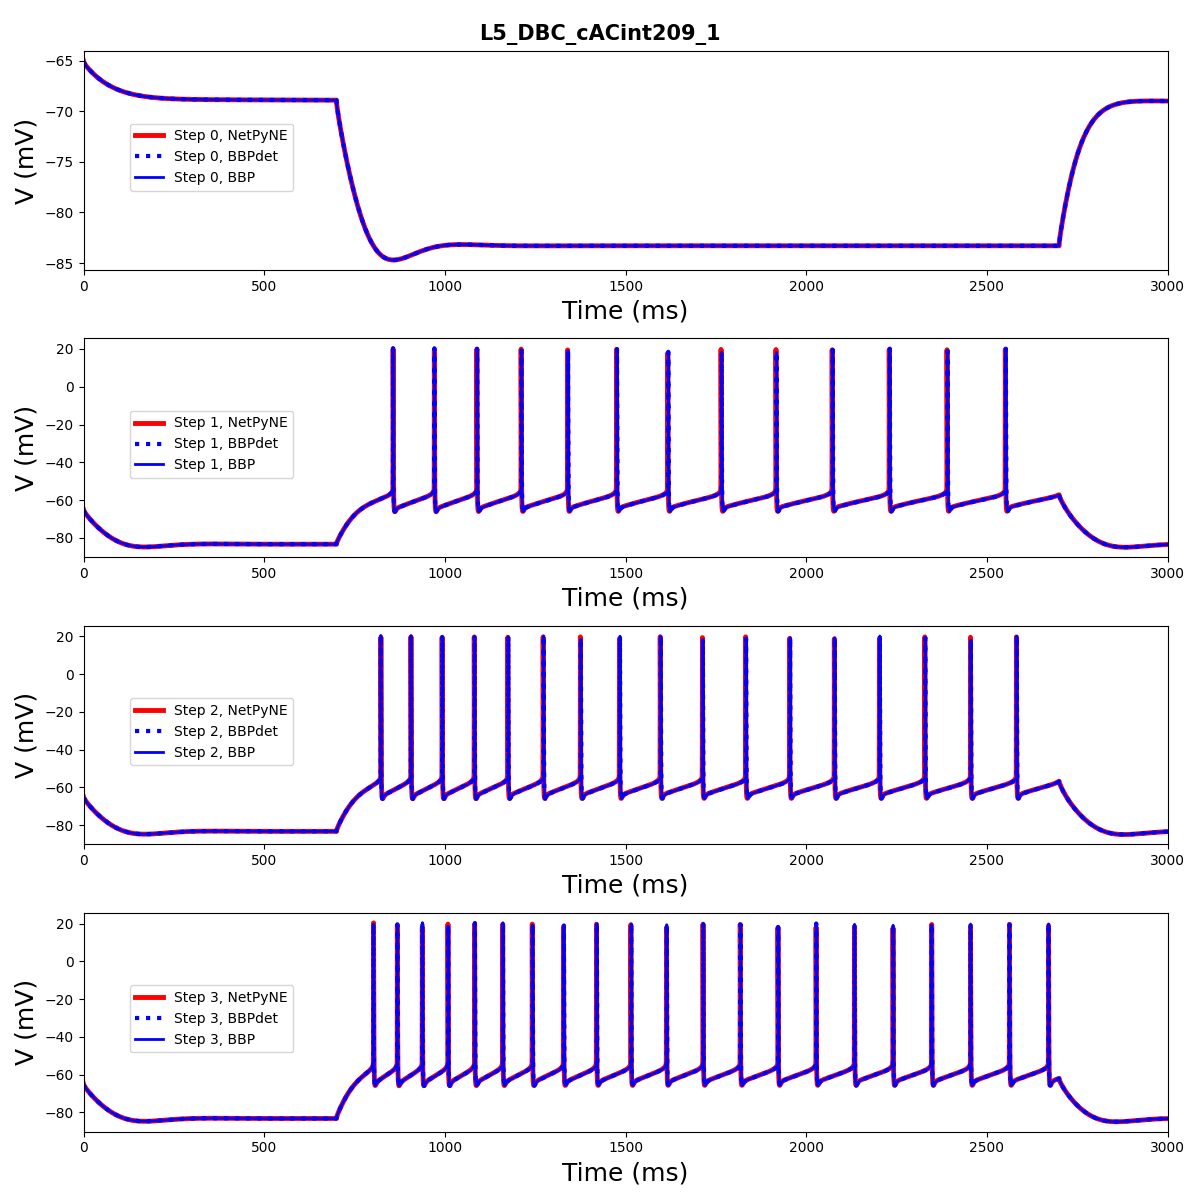 L5_DBC_cACint209_1
V (mV)
−65
−70
−75
−80
−85
Step 0, NetPyNE
Step 0, BBPdet
Step 0, BBP
0 500 1000 1500 2000 2500 3000
Time (ms)
V (mV)
20
0
−20
−40
−60
−80
Step 1, NetPyNE
Step 1, BBPdet
Step 1, BBP
0 500 1000 1500 2000 2500 3000
Time (ms)
V (mV)
20
0
−20
−40
−60
−80
Step 2, NetPyNE
Step 2, BBPdet
Step 2, BBP
0 500 1000 1500 2000 2500 3000
Time (ms)
V (mV)
20
0
−20
−40
−60
−80
Step 3, NetPyNE
Step 3, BBPdet
Step 3, BBP
0 500 1000 1500 2000 2500 3000
Time (ms)